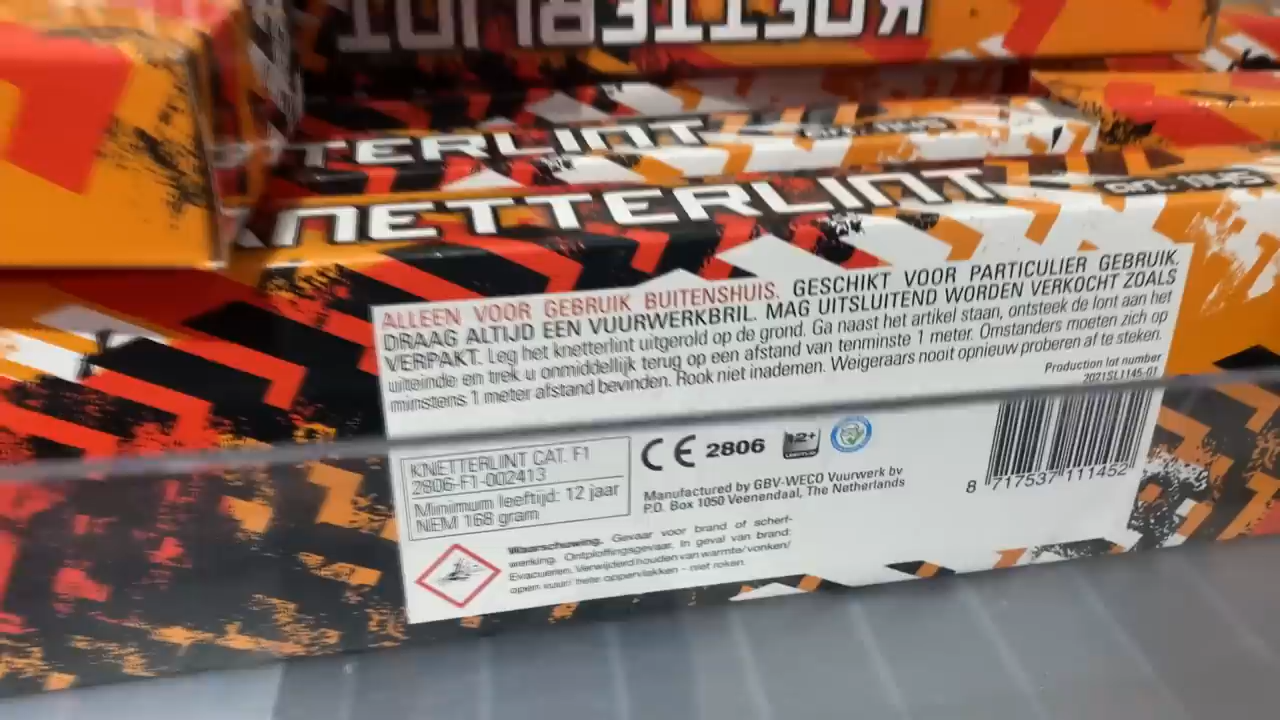 KNETTERLINT
TERLINT
NETTERLINT art. 1145
ALLEEN VOOR GEBRUIK BUITENSHUIS. GESCHIKT VOOR PARTICULIER GEBRUIK.
DRAAG ALTIJD EEN VUURWERKBRIL. MAG UITSLUITEND WORDEN VERKOCHT ZOALS
VERPAKT. Leg het knetterlint uitgerold op de grond. Ga naast het artikel staan, ontsteek de lont aan het
uiteinde en trek u onmiddellijk terug op een afstand van tenminste 1 meter. Omstanders moeten zich op
minstens 1 meter afstand bevinden. Rook niet inademen. Weigeraars nooit opnieuw proberen af te steken.
Production lot number
2021SL1145-01
KNETTERLINT CAT. F1
2806-F1-002413
Minimum leeftijd: 12 jaar
NEM 168 gram
CE 2806 12+
Manufactured by GBV-WECO Vuurwerk bv
P.O. Box 1050 Veenendaal, The Netherlands
8 717537 111452
Waarschuwing. Gevaar voor brand of scherf-
werking. Ontploffingsgevaar. In geval van brand:
Evacueren. Verwijderd houden van warmte/vonken/
open vuur/ hete oppervlakken - niet roken.